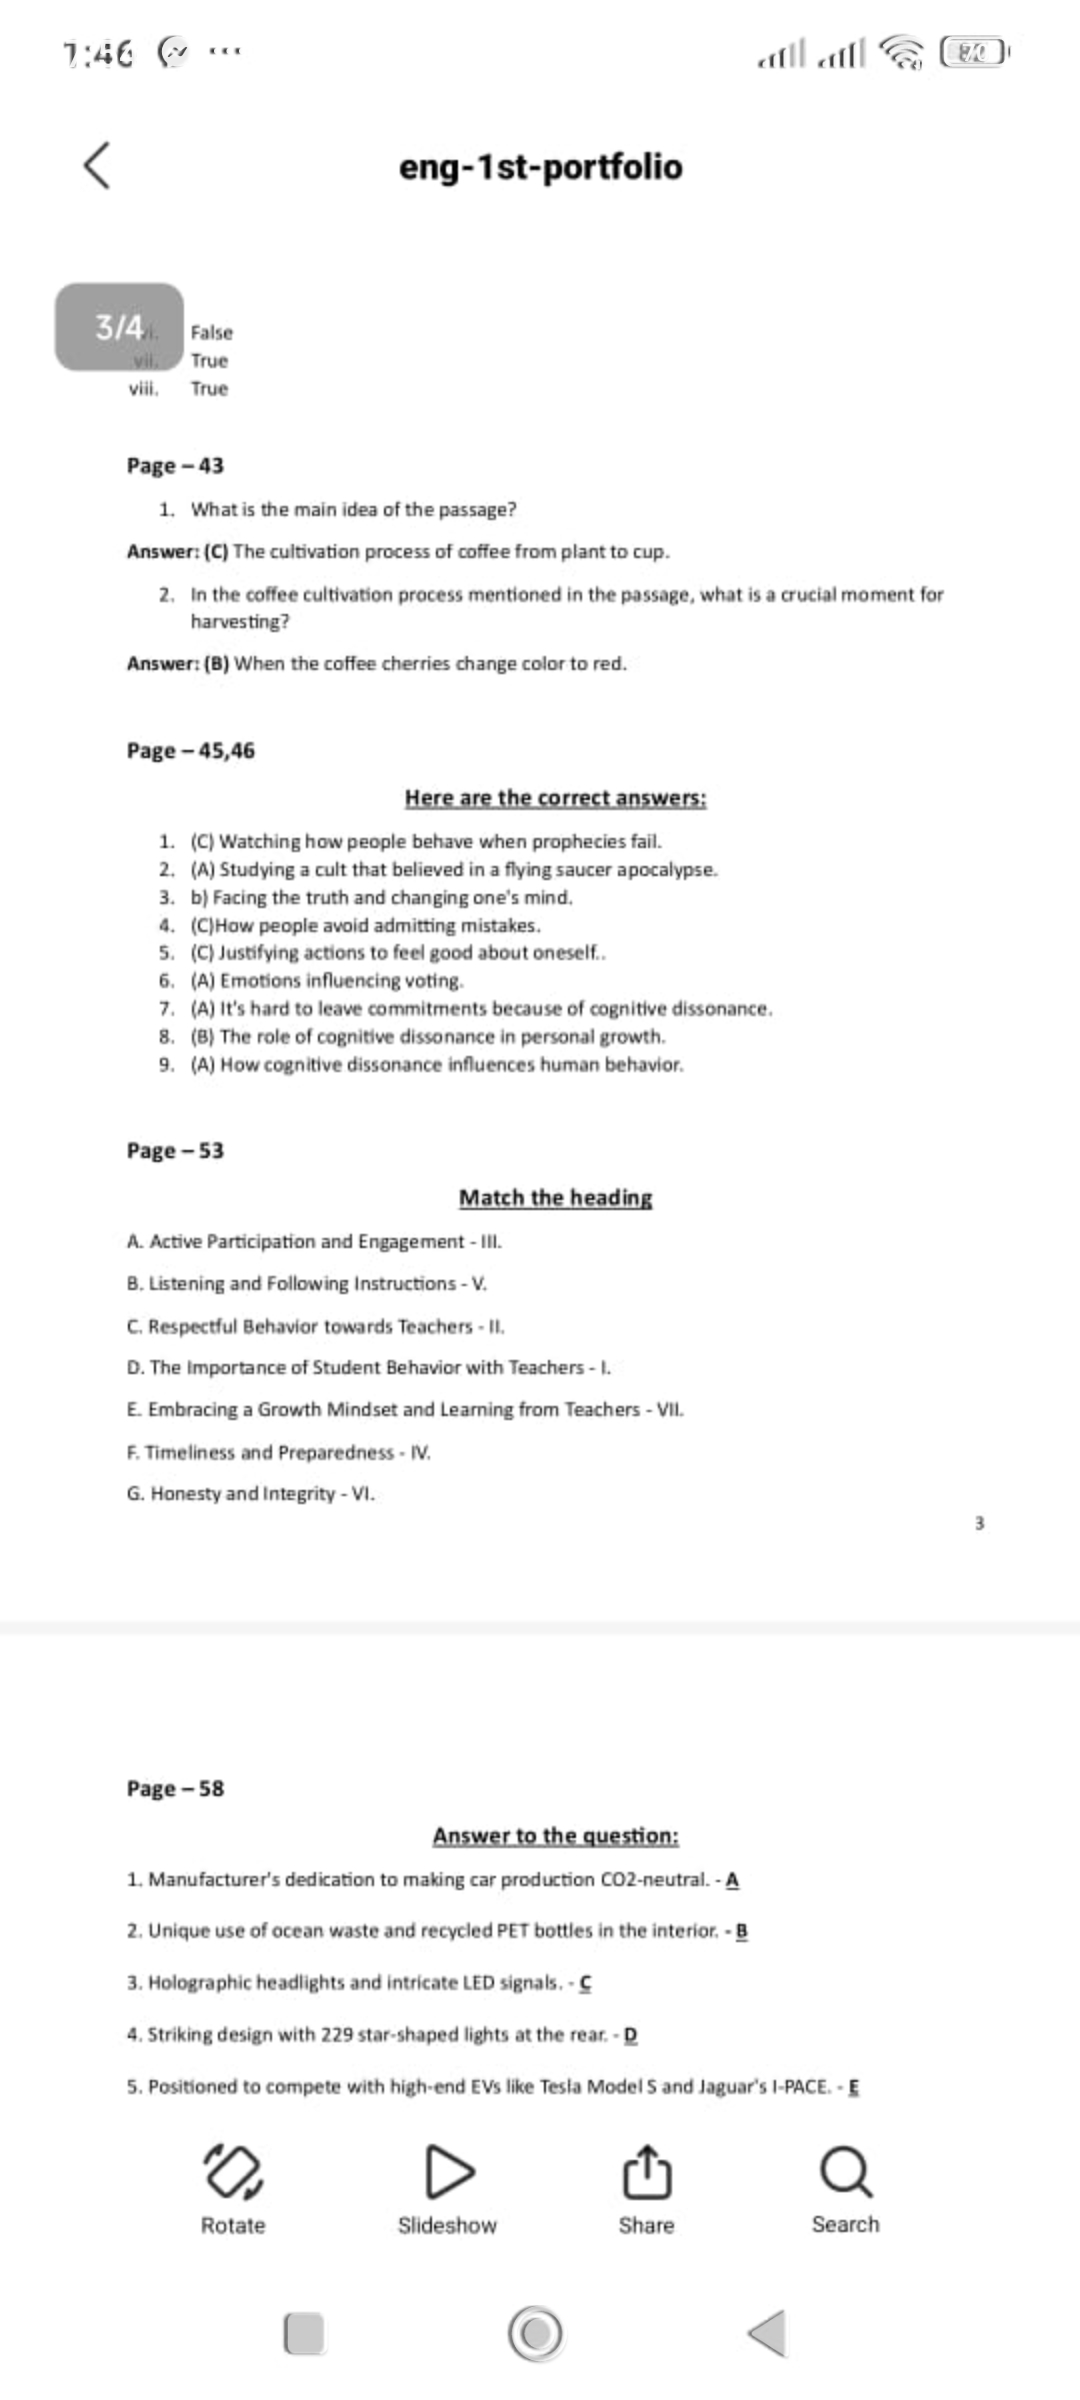 7:46 ...
eng-1st-portfolio
3/4
vi. False
vii. True
viii. True
Page – 43
1. What is the main idea of the passage?
Answer: (C) The cultivation process of coffee from plant to cup.
2. In the coffee cultivation process mentioned in the passage, what is a crucial moment for
harvesting?
Answer: (B) When the coffee cherries change color to red.
Page – 45,46
Here are the correct answers:
1. (C) Watching how people behave when prophecies fail.
2. (A) Studying a cult that believed in a flying saucer apocalypse.
3. b) Facing the truth and changing one's mind.
4. (C)How people avoid admitting mistakes.
5. (C) Justifying actions to feel good about oneself..
6. (A) Emotions influencing voting.
7. (A) It's hard to leave commitments because of cognitive dissonance.
8. (B) The role of cognitive dissonance in personal growth.
9. (A) How cognitive dissonance influences human behavior.
Page – 53
Match the heading
A. Active Participation and Engagement - III.
B. Listening and Following Instructions - V.
C. Respectful Behavior towards Teachers - II.
D. The Importance of Student Behavior with Teachers - I.
E. Embracing a Growth Mindset and Learning from Teachers - VII.
F. Timeliness and Preparedness - IV.
G. Honesty and Integrity - VI.
3
Page – 58
Answer to the question:
1. Manufacturer's dedication to making car production CO2-neutral. - A
2. Unique use of ocean waste and recycled PET bottles in the interior. - B
3. Holographic headlights and intricate LED signals. - C
4. Striking design with 229 star-shaped lights at the rear. - D
5. Positioned to compete with high-end EVs like Tesla Model S and Jaguar's I-PACE. - E
Rotate Slideshow Share Search